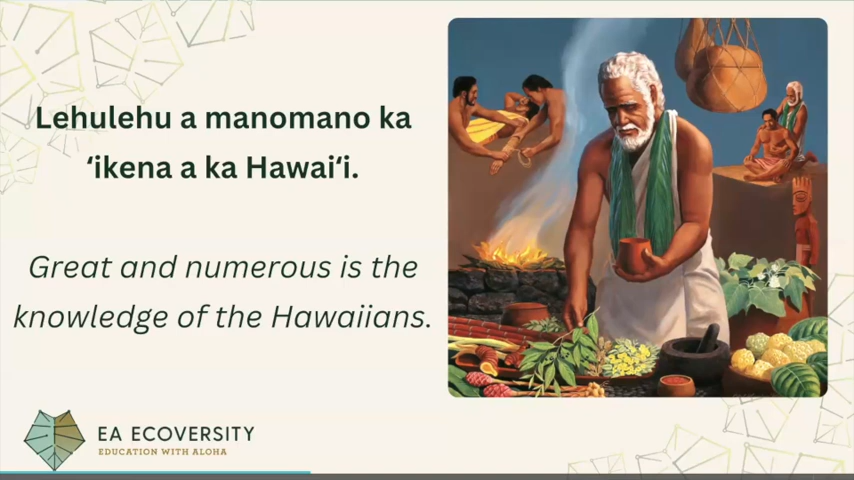 Lehulehu a manomano ka
ʻikena a ka Hawaiʻi.
Great and numerous is the
knowledge of the Hawaiians.
EA ECOVERSITY
EDUCATION WITH ALOHA